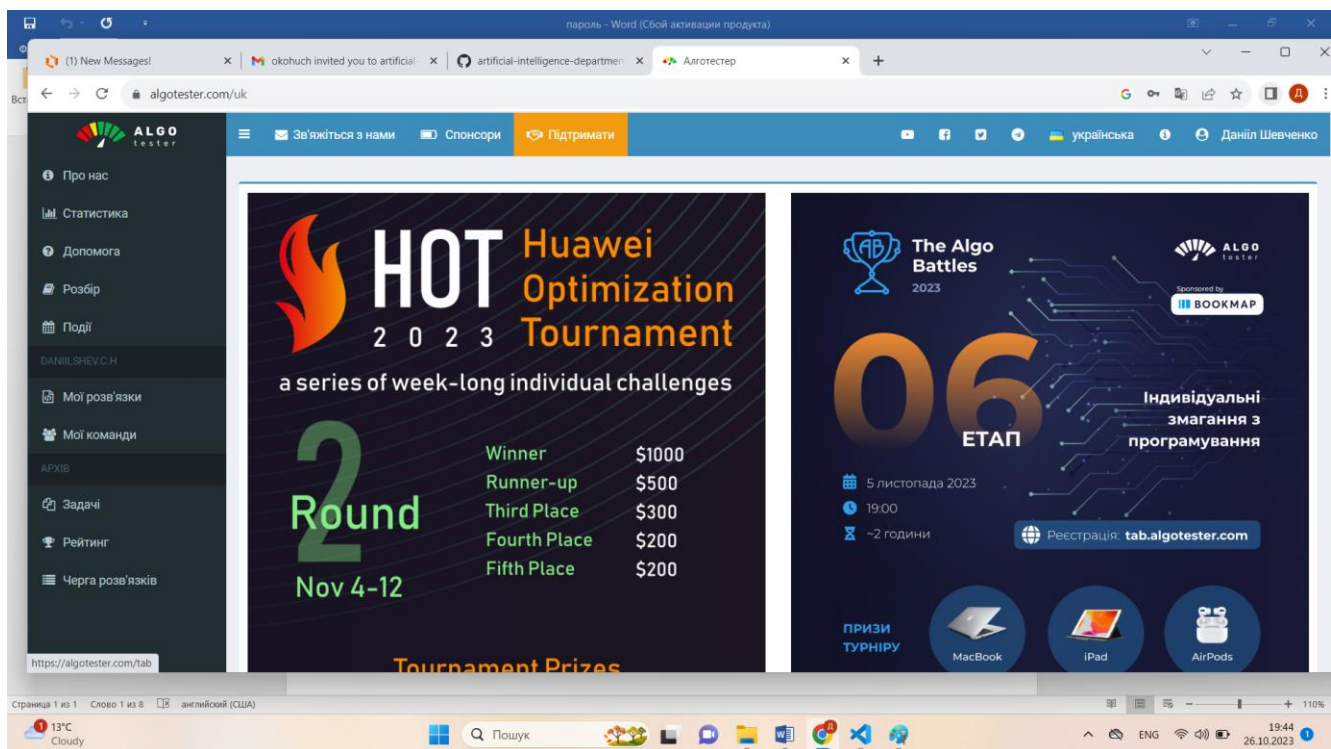 пароль - Word (Сбой активации продукта)
(1) New Messages!
okohuch invited you to artificial
artificial-intelligence-departmen
Алготестер
algotester.com/uk
ALGO
tester
Зв'яжіться з нами
Спонсори
Підтримати
українська
Данііл Шевченко
Про нас
Статистика
Допомога
Розбір
Події
DANIILSHEV.C.H
Мої розв'язки
Мої команди
АРХІВ
Задачі
Рейтинг
Черга розв'язків
https://algotester.com/tab
HOT
2023
Huawei
Optimization
Tournament
a series of week-long individual challenges
2
Round
Nov 4-12
Winner $1000
Runner-up $500
Third Place $300
Fourth Place $200
Fifth Place $200
Tournament Prizes
AB
The Algo
Battles
2023
ALGO
tester
Sponsored by
BOOKMAP
06
ЕТАП
Індивідуальні
змагання з
програмування
5 листопада 2023
19:00
~2 години
Реєстрація: tab.algotester.com
ПРИЗИ
ТУРНІРУ
MacBook
iPad
AirPods
Страница 1 из 1 Слово 1 из 8 английский (США)
110%
1
13°C
Cloudy
Пошук
ENG
19:44
26.10.2023
1